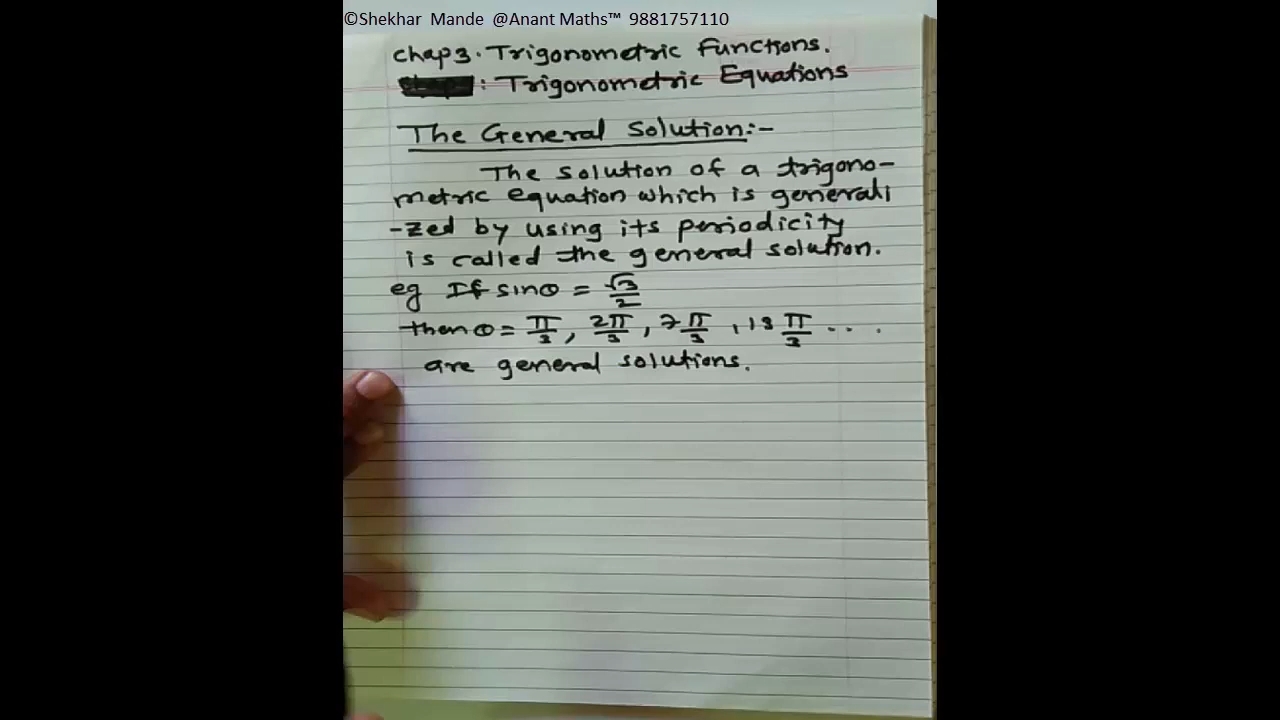 ©Shekhar Mande @Anant Maths™ 9881757110
Chap 3. Trigonometric Functions.
: Trigonometric Equations
The General Solution:-
The solution of a trigono-
metric equation which is generali
-zed by using its periodicity
is called the general solution.
eg If sinθ = √3/2
then θ = π/3, 2π/3, 7π/3, 13π/3 ...
are general solutions.